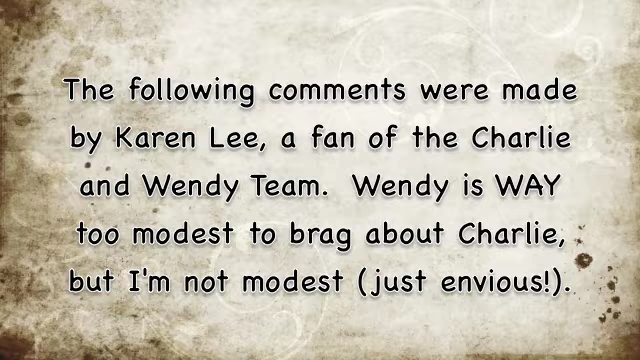 The following comments were made
by Karen Lee, a fan of the Charlie
and Wendy Team.  Wendy is WAY
too modest to brag about Charlie,
but I'm not modest (just envious!).